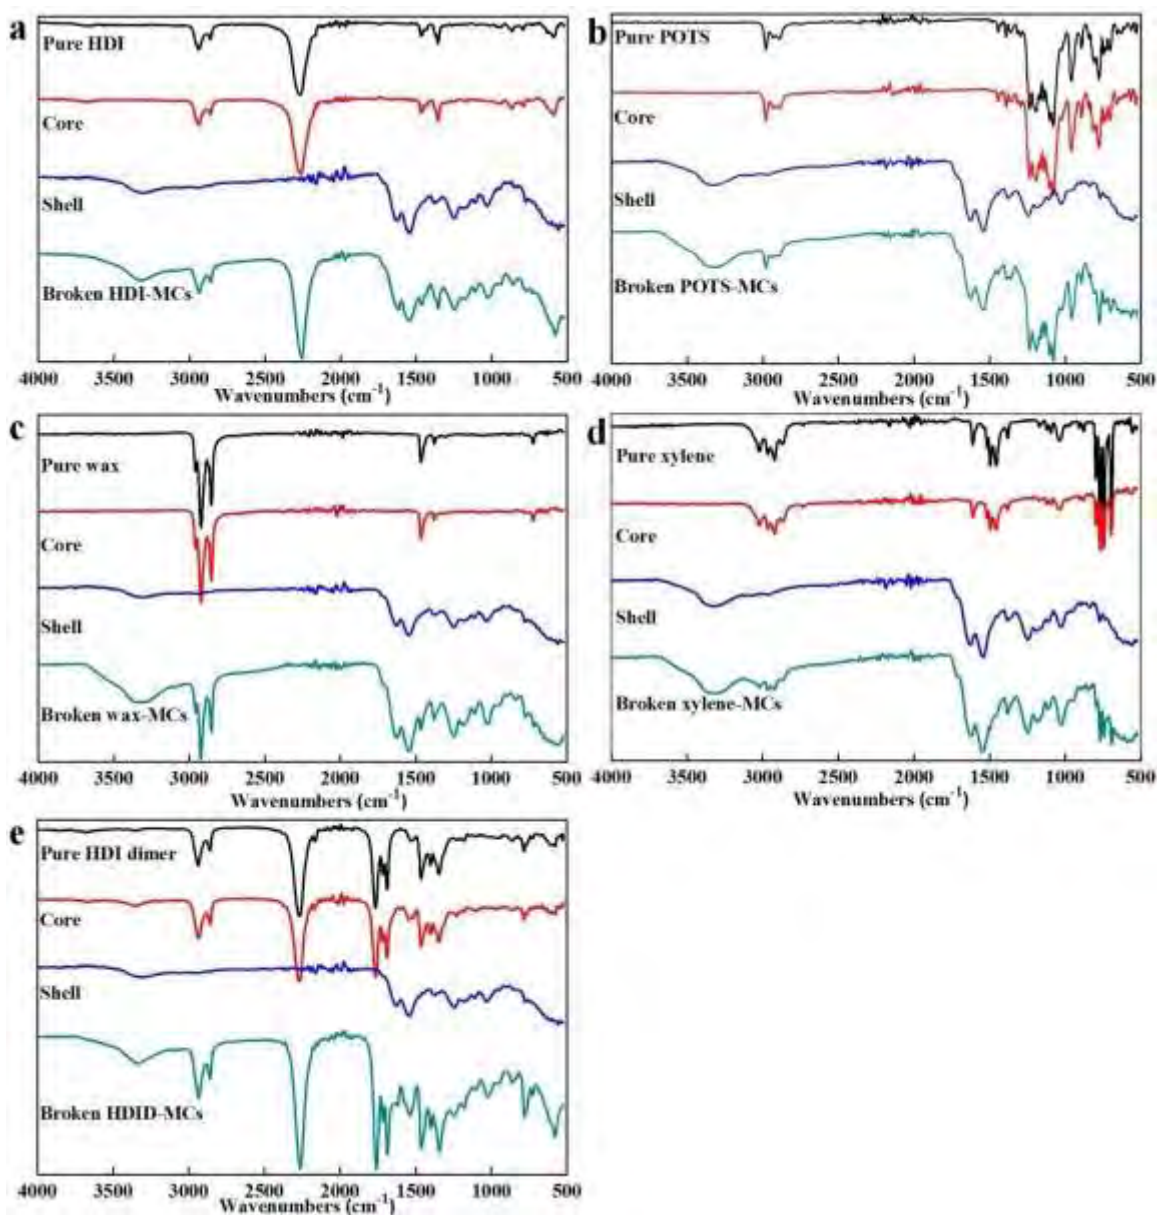 a
Pure HDI
Core
Shell
Broken HDI-MCs
4000 3500 3000 2500 2000 1500 1000 500
Wavenumbers (cm-1)
b
Pure POTS
Core
Shell
Broken POTS-MCs
4000 3500 3000 2500 2000 1500 1000 500
Wavenumbers (cm-1)
c
Pure wax
Core
Shell
Broken wax-MCs
4000 3500 3000 2500 2000 1500 1000 500
Wavenumbers (cm-1)
d
Pure xylene
Core
Shell
Broken xylene-MCs
4000 3500 3000 2500 2000 1500 1000 500
Wavenumbers (cm-1)
e
Pure HDI dimer
Core
Shell
Broken HDID-MCs
4000 3500 3000 2500 2000 1500 1000 500
Wavenumbers (cm-1)